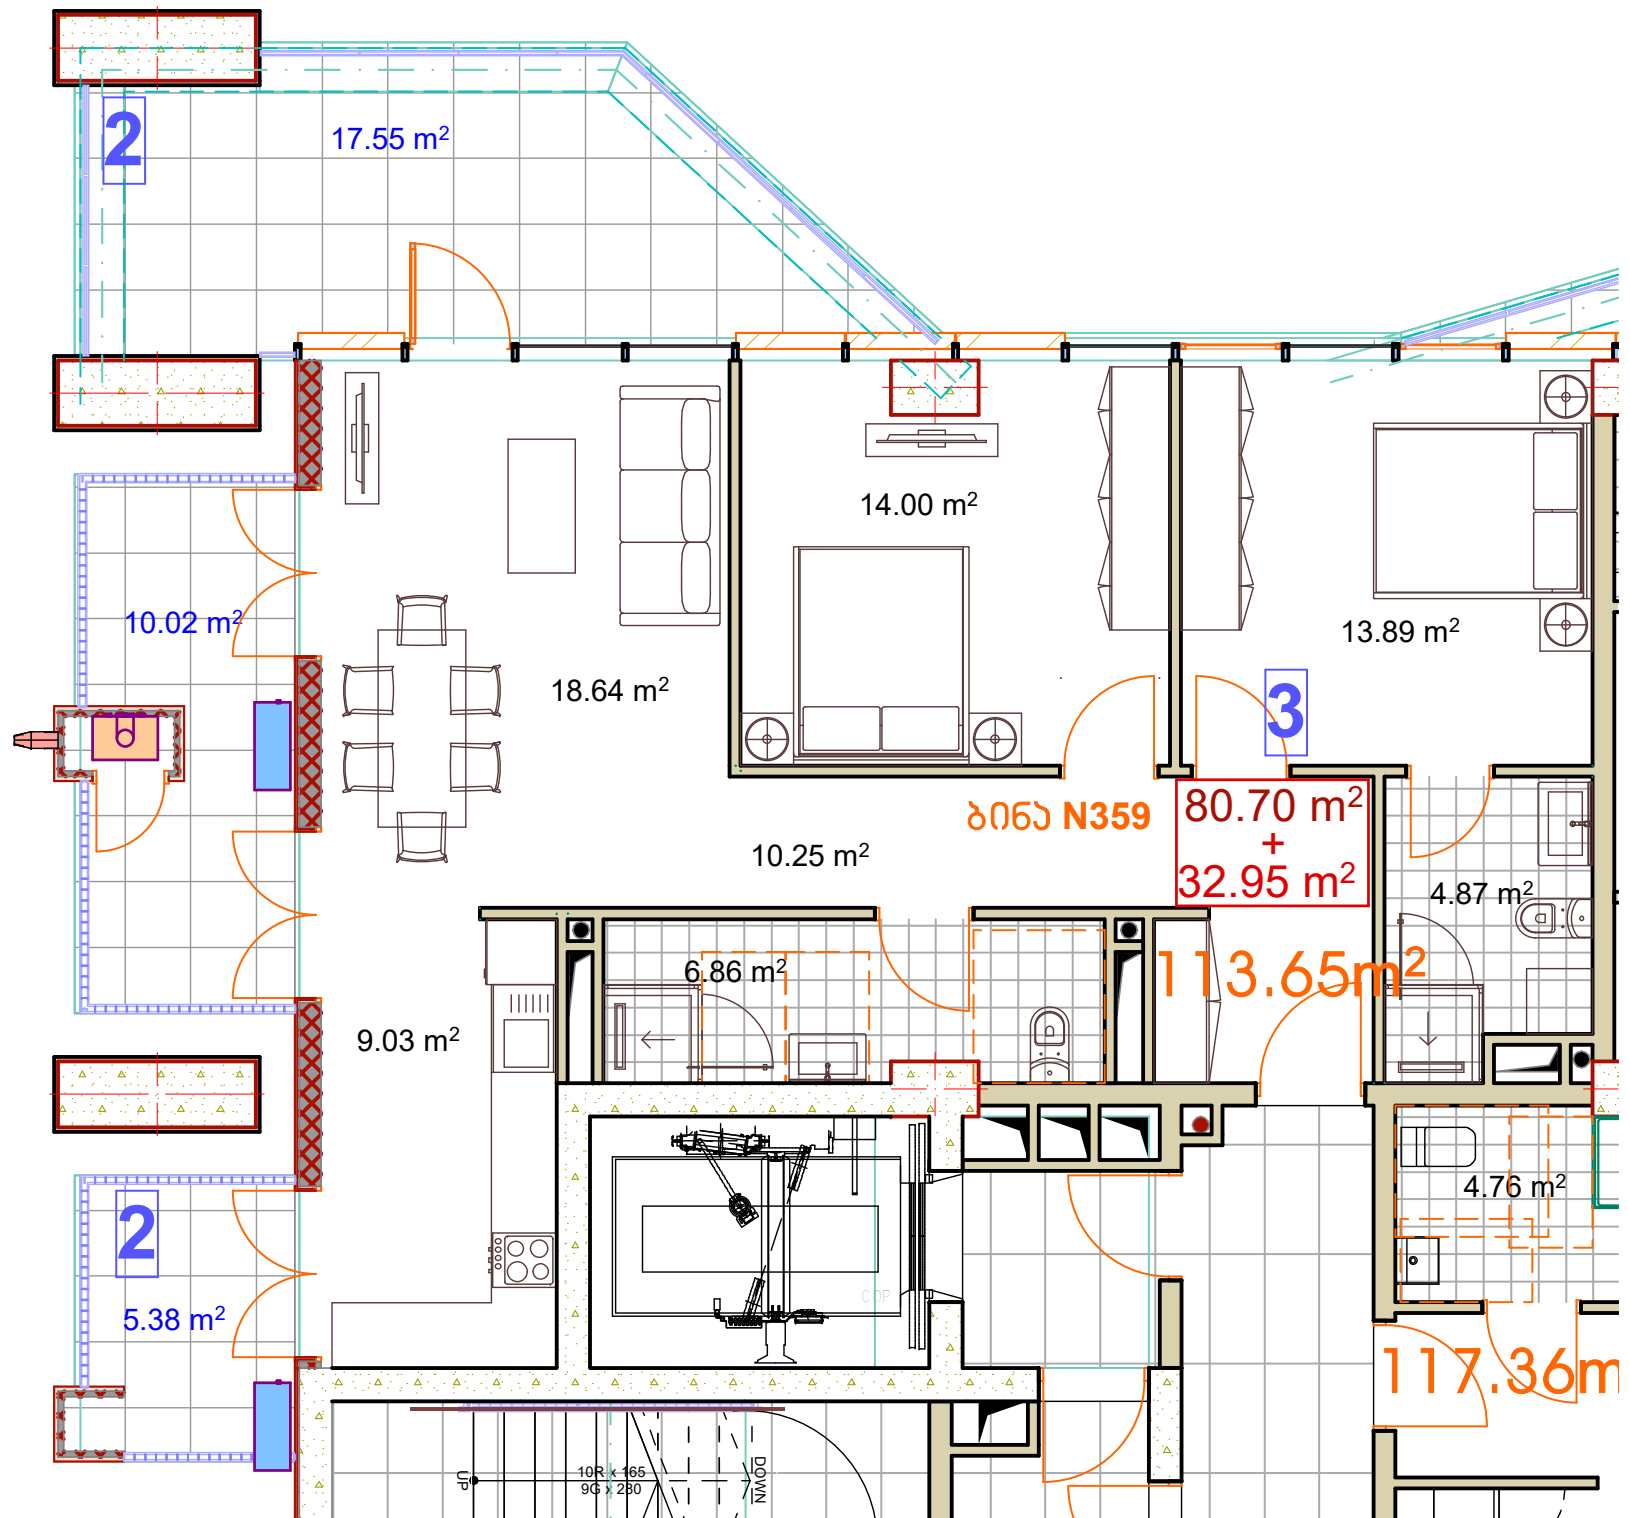 2
17.55 m²
14.00 m²
10.02 m²
13.89 m²
18.64 m²
3
ბინა N359
80.70 m²
+
32.95 m²
10.25 m²
4.87 m²
6.86 m²
113.65m²
9.03 m²
4.76 m²
2
5.38 m²
COP
117.36m
UP
10R x 165
9G x 280
DOWN